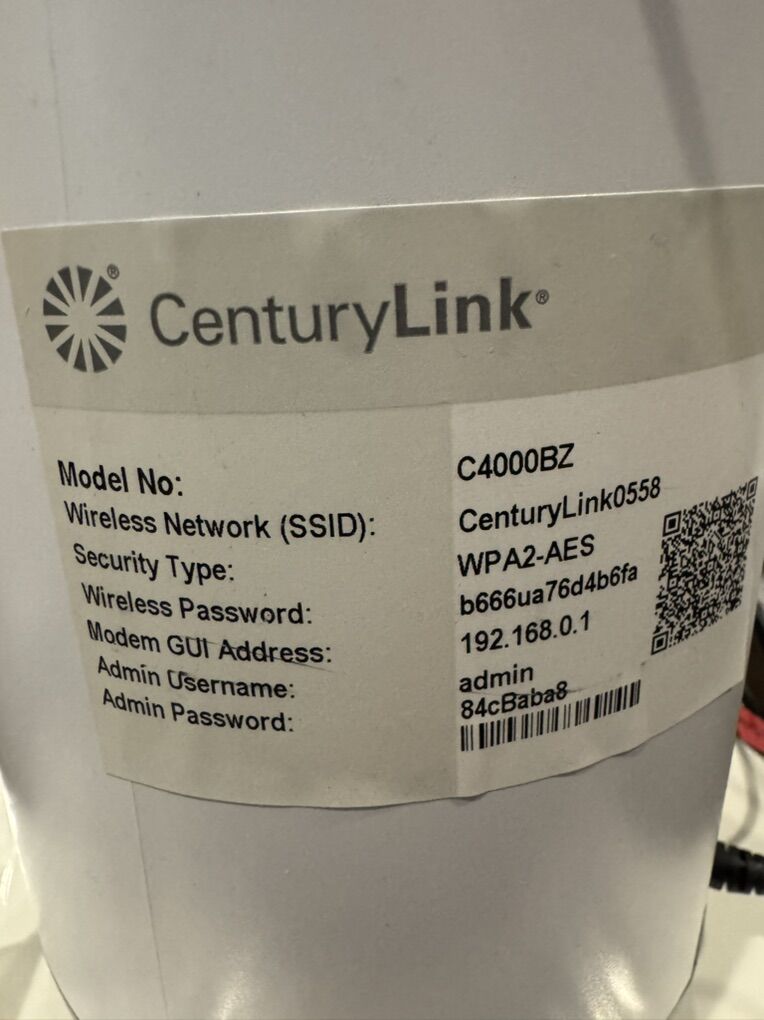 CenturyLink®
Model No: C4000BZ
Wireless Network (SSID): CenturyLink0558
Security Type: WPA2-AES
Wireless Password: b666ua76d4b6fa
Modem GUI Address: 192.168.0.1
Admin Username: admin
Admin Password: 84cBaba8